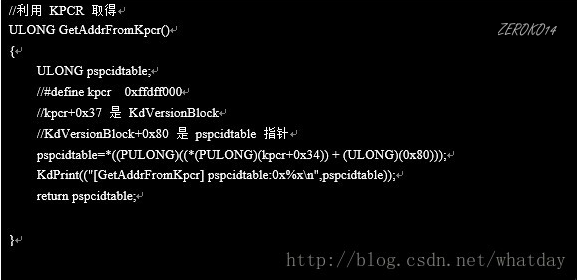 //利用 KPCR 取得↵
ULONG GetAddrFromKpcr()↵
ZEROKO14
{↵
ULONG pspcidtable;↵
//#define kpcr 0xffdff000↵
//kpcr+0x37 是 KdVersionBlock↵
//KdVersionBlock+0x80 是 pspcidtable 指针↵
pspcidtable=*((PULONG)((*(PULONG)(kpcr+0x34)) + (ULONG)(0x80)));↵
KdPrint(("[GetAddrFromKpcr] pspcidtable:0x%x\n",pspcidtable));↵
return pspcidtable;↵
}↵
http://blog.csdn.net/whatday